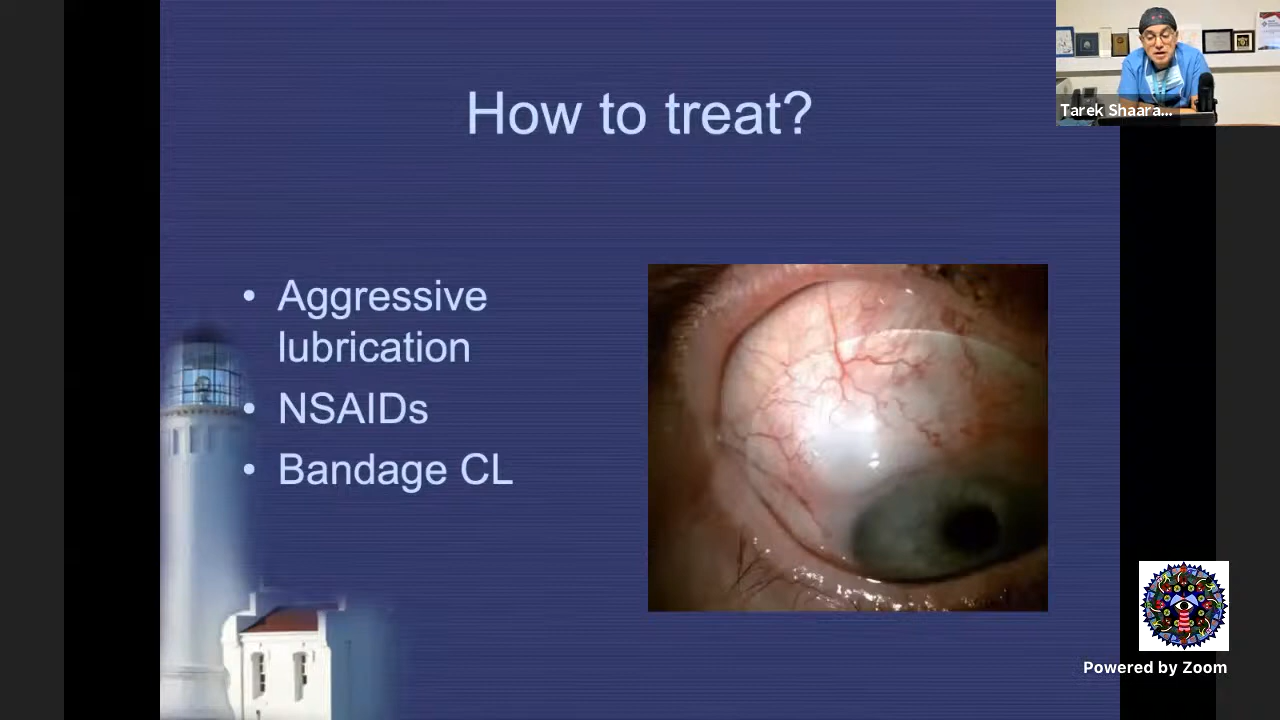 How to treat?
Tarek Shaara...
• Aggressive
lubrication
• NSAIDs
• Bandage CL
Powered by Zoom